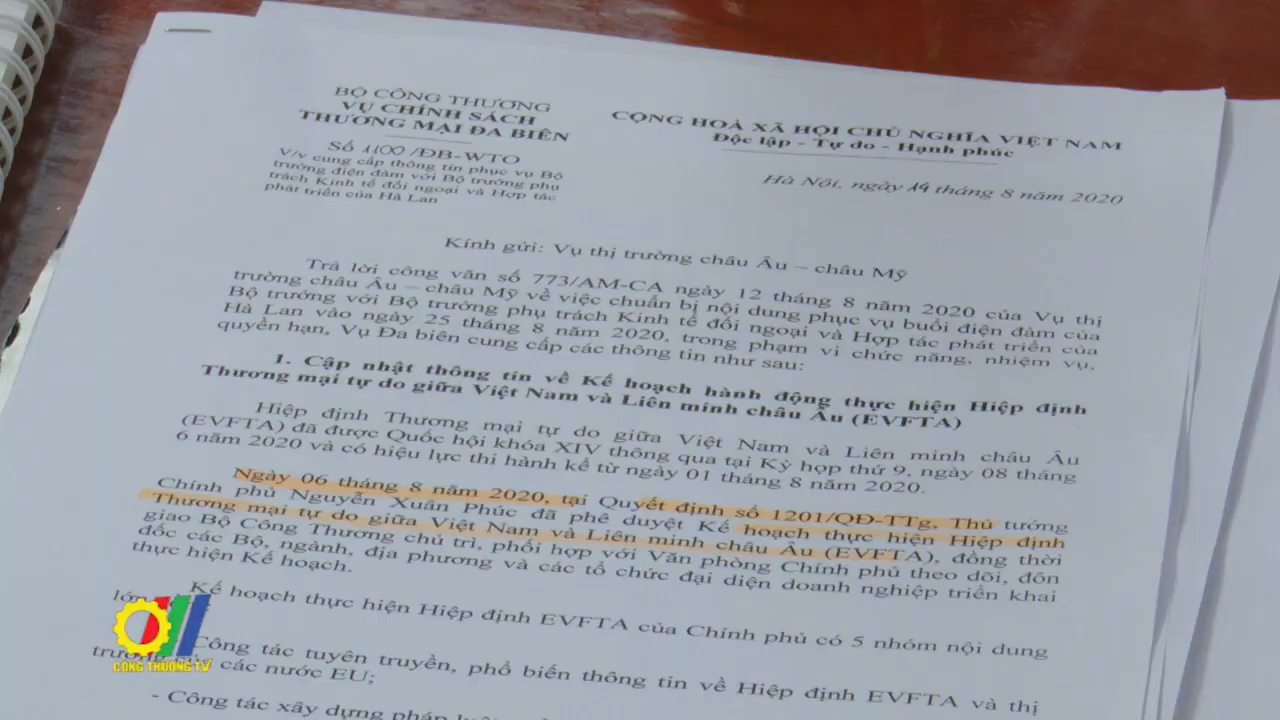 BỘ CÔNG THƯƠNG
VỤ CHÍNH SÁCH
THƯƠNG MẠI ĐA BIÊN
Số 1100/ĐB-WTO
V/v cung cấp thông tin phục vụ Bộ
trưởng điện đàm với Bộ trưởng phụ
trách Kinh tế đối ngoại và Hợp tác
phát triển của Hà Lan
CỘNG HOÀ XÃ HỘI CHỦ NGHĨA VIỆT NAM
Độc lập - Tự do - Hạnh phúc
Hà Nội, ngày 19 tháng 8 năm 2020
Kính gửi: Vụ thị trường châu Âu – châu Mỹ
Trả lời công văn số 773/AM-CA ngày 12 tháng 8 năm 2020 của Vụ thị
trường châu Âu – châu Mỹ về việc chuẩn bị nội dung phục vụ buổi điện đàm của
Bộ trưởng với Bộ trưởng phụ trách Kinh tế đối ngoại và Hợp tác phát triển của
Hà Lan vào ngày 25 tháng 8 năm 2020, trong phạm vi chức năng, nhiệm vụ,
quyền hạn, Vụ Đa biên cung cấp các thông tin như sau:
1. Cập nhật thông tin về Kế hoạch hành động thực hiện Hiệp định
Thương mại tự do giữa Việt Nam và Liên minh châu Âu (EVFTA)
Hiệp định Thương mại tự do giữa Việt Nam và Liên minh châu Âu
(EVFTA) đã được Quốc hội khóa XIV thông qua tại Kỳ họp thứ 9, ngày 08 tháng
6 năm 2020 và có hiệu lực thi hành kể từ ngày 01 tháng 8 năm 2020.
Ngày 06 tháng 8 năm 2020, tại Quyết định số 1201/QĐ-TTg, Thủ tướng
Chính phủ Nguyễn Xuân Phúc đã phê duyệt Kế hoạch thực hiện Hiệp định
Thương mại tự do giữa Việt Nam và Liên minh châu Âu (EVFTA), đồng thời
giao Bộ Công Thương chủ trì, phối hợp với Văn phòng Chính phủ theo dõi, đôn
đốc các Bộ, ngành, địa phương và các tổ chức đại diện doanh nghiệp triển khai
thực hiện Kế hoạch.
Kế hoạch thực hiện Hiệp định EVFTA của Chính phủ có 5 nhóm nội dung
lớn
Công tác tuyên truyền, phổ biến thông tin về Hiệp định EVFTA và thị
trường của các nước EU;
- Công tác xây dựng pháp luật
CÔNG THƯƠNG TV